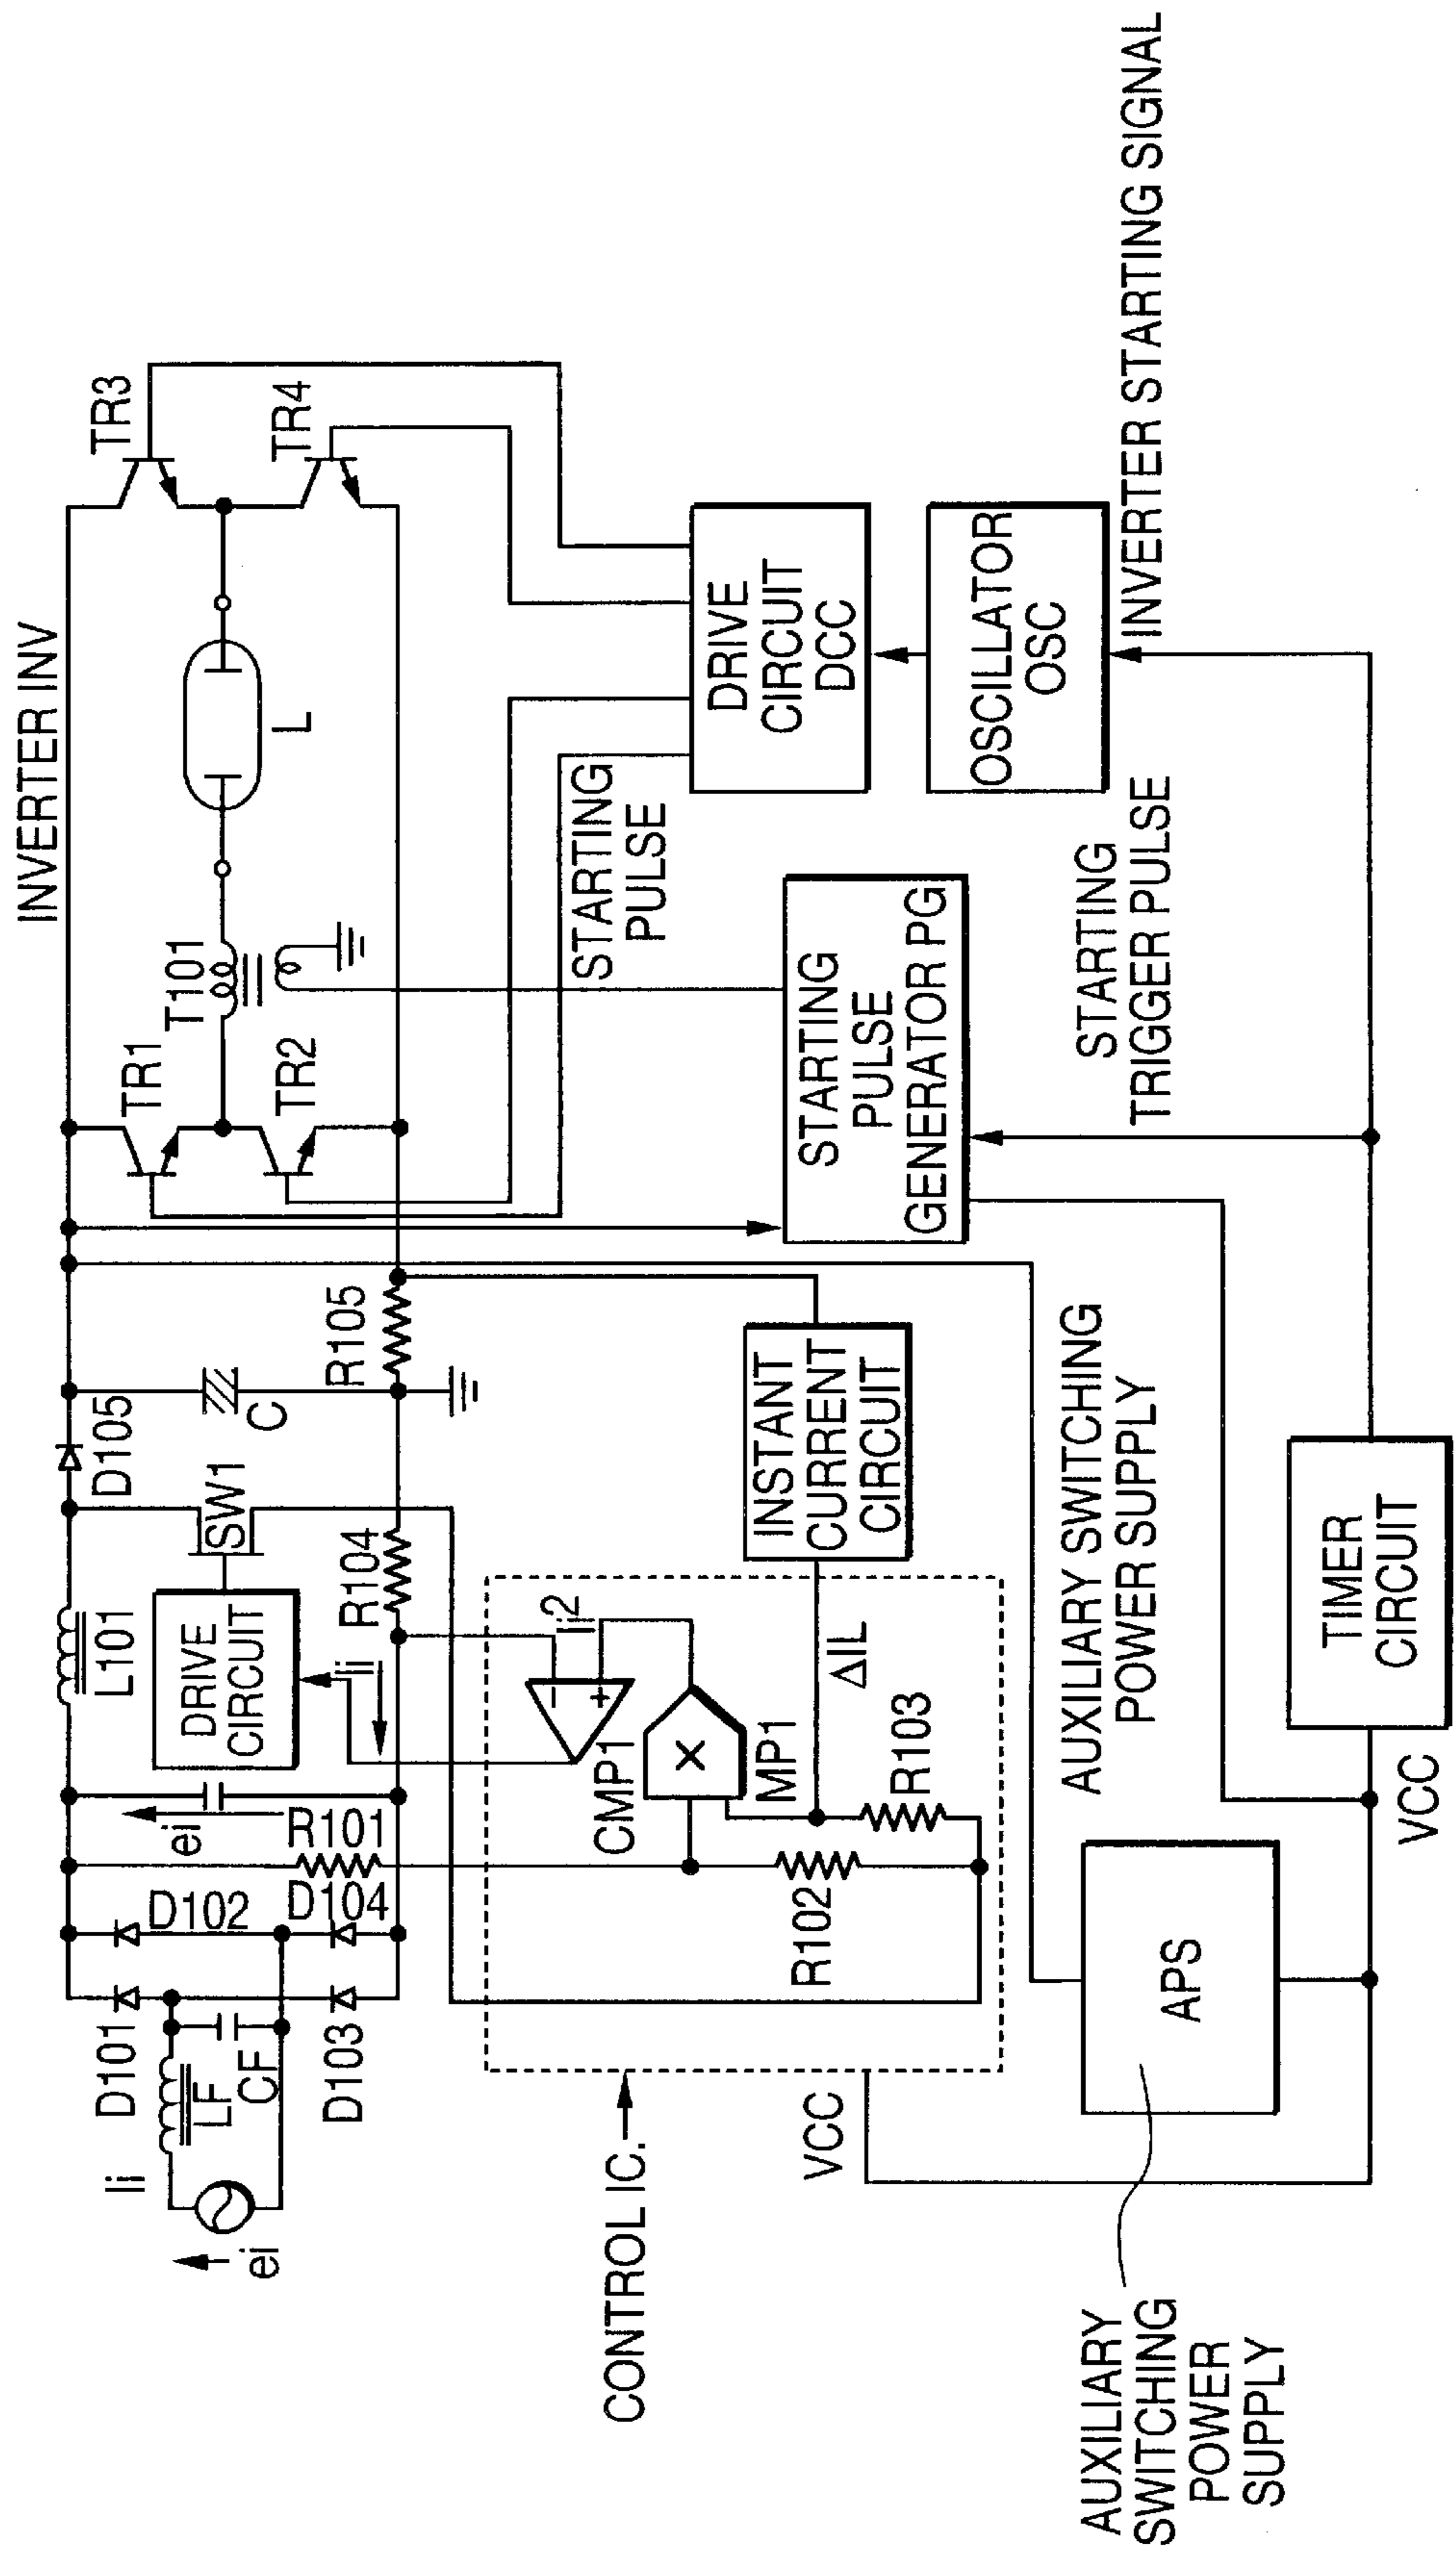 INVERTER INV
TR3
TR4
TR1
TR2
T101
L
D105
L101
SW1
C
R105
R104
DRIVE
CIRCUIT
ei
ii
R101
D102
D104
D101
D103
Ii
LF
CF
ei
STARTING
PULSE
DRIVE
CIRCUIT
DCC
OSCILLATOR
OSC
INVERTER STARTING SIGNAL
STARTING
PULSE
GENERATOR PG
STARTING
TRIGGER PULSE
INSTANT
CURRENT
CIRCUIT
ii2
−
+
CMP1
×
MP1
ΔIL
R103
R102
CONTROL IC.
VCC
AUXILIARY SWITCHING
POWER SUPPLY
APS
TIMER
CIRCUIT
VCC
AUXILIARY
SWITCHING
POWER
SUPPLY